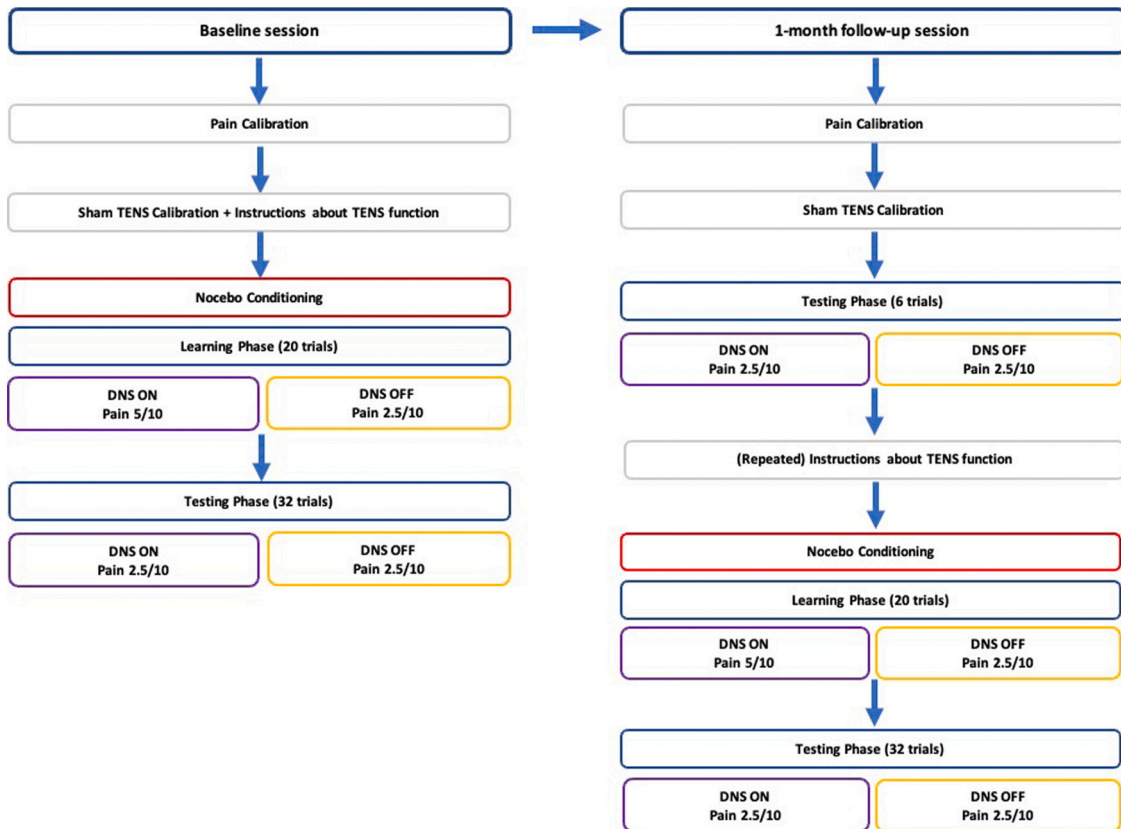 Baseline session
Pain Calibration
Sham TENS Calibration + Instructions about TENS function
Nocebo Conditioning
Learning Phase (20 trials)
DNS ON
Pain 5/10
DNS OFF
Pain 2.5/10
Testing Phase (32 trials)
DNS ON
Pain 2.5/10
DNS OFF
Pain 2.5/10
1-month follow-up session
Pain Calibration
Sham TENS Calibration
Testing Phase (6 trials)
DNS ON
Pain 2.5/10
DNS OFF
Pain 2.5/10
(Repeated) Instructions about TENS function
Nocebo Conditioning
Learning Phase (20 trials)
DNS ON
Pain 5/10
DNS OFF
Pain 2.5/10
Testing Phase (32 trials)
DNS ON
Pain 2.5/10
DNS OFF
Pain 2.5/10